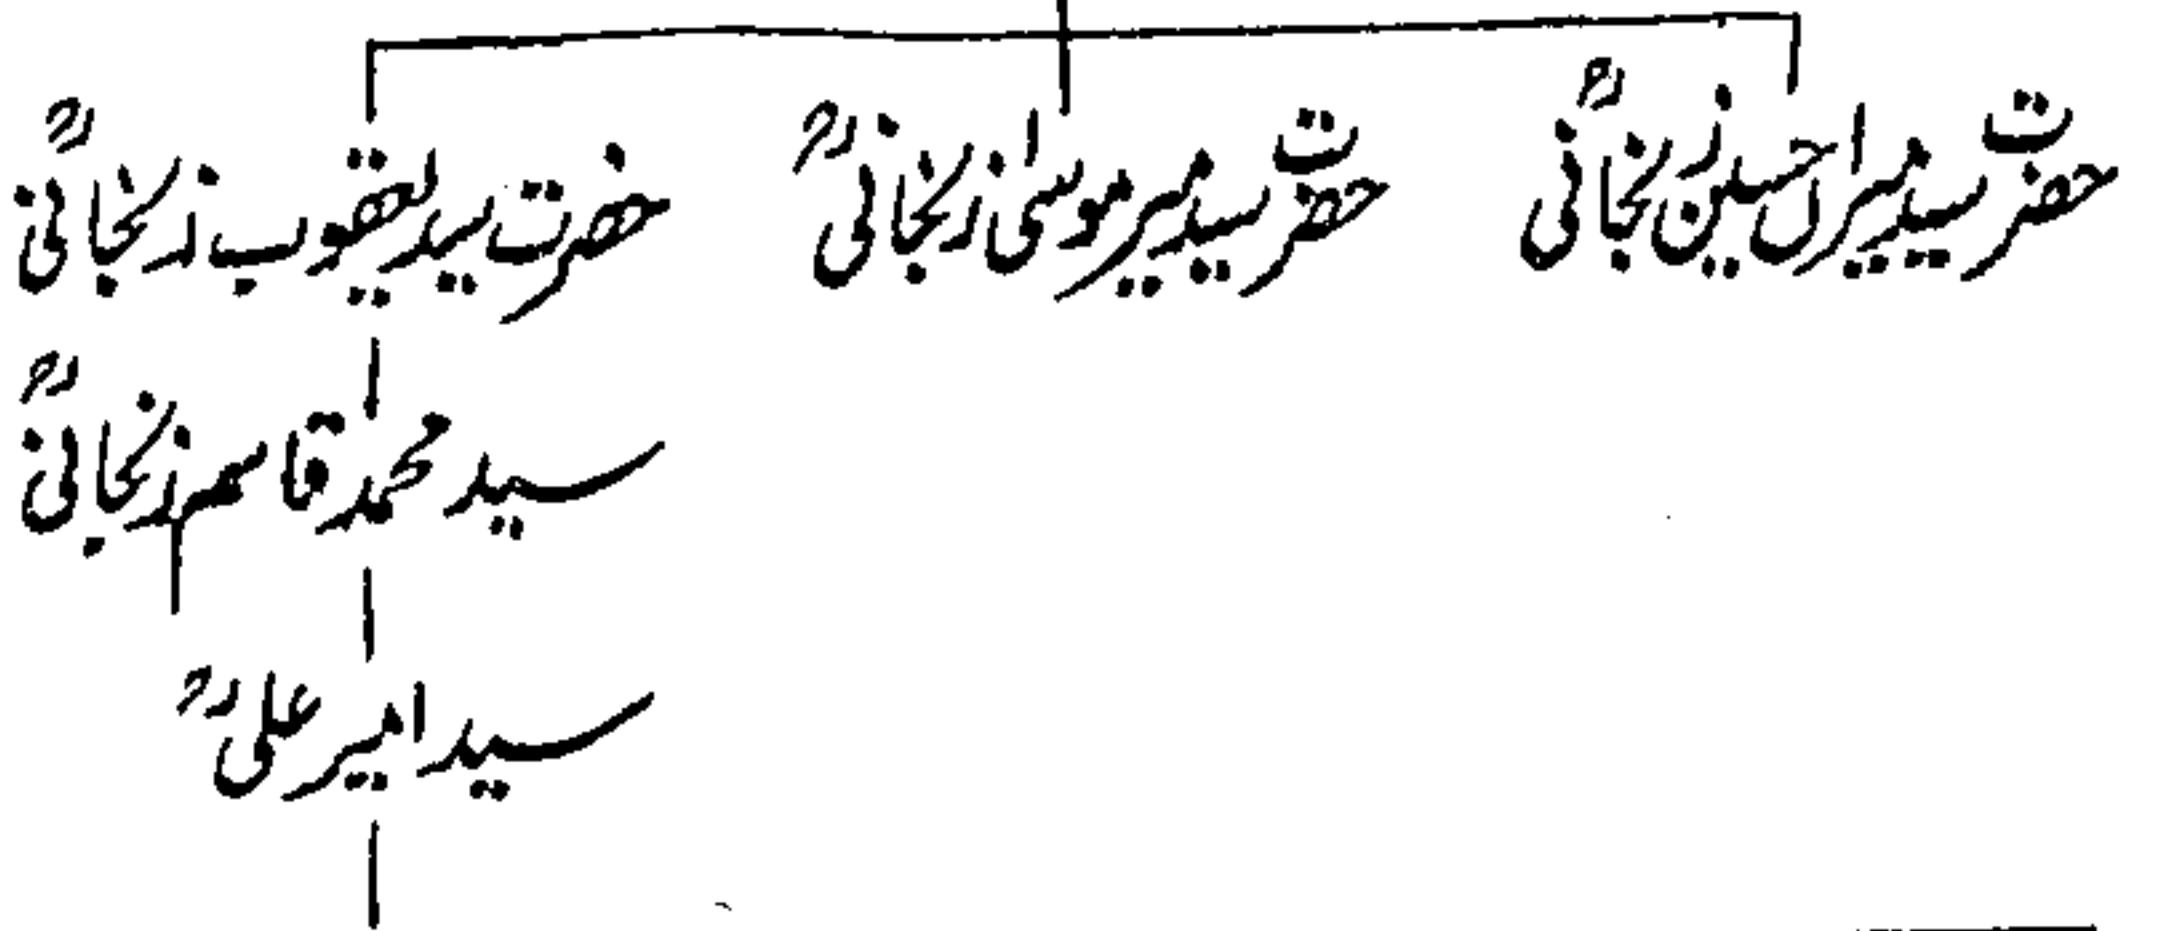 حضرت سید میراں حسین زنجانیؒ
حضرت سید میر موسیٰ زنجانیؒ
حضرت سید یعقوب زنجانیؒ
سید محمد قاسم زنجانیؒ
سید امیر علیؒ